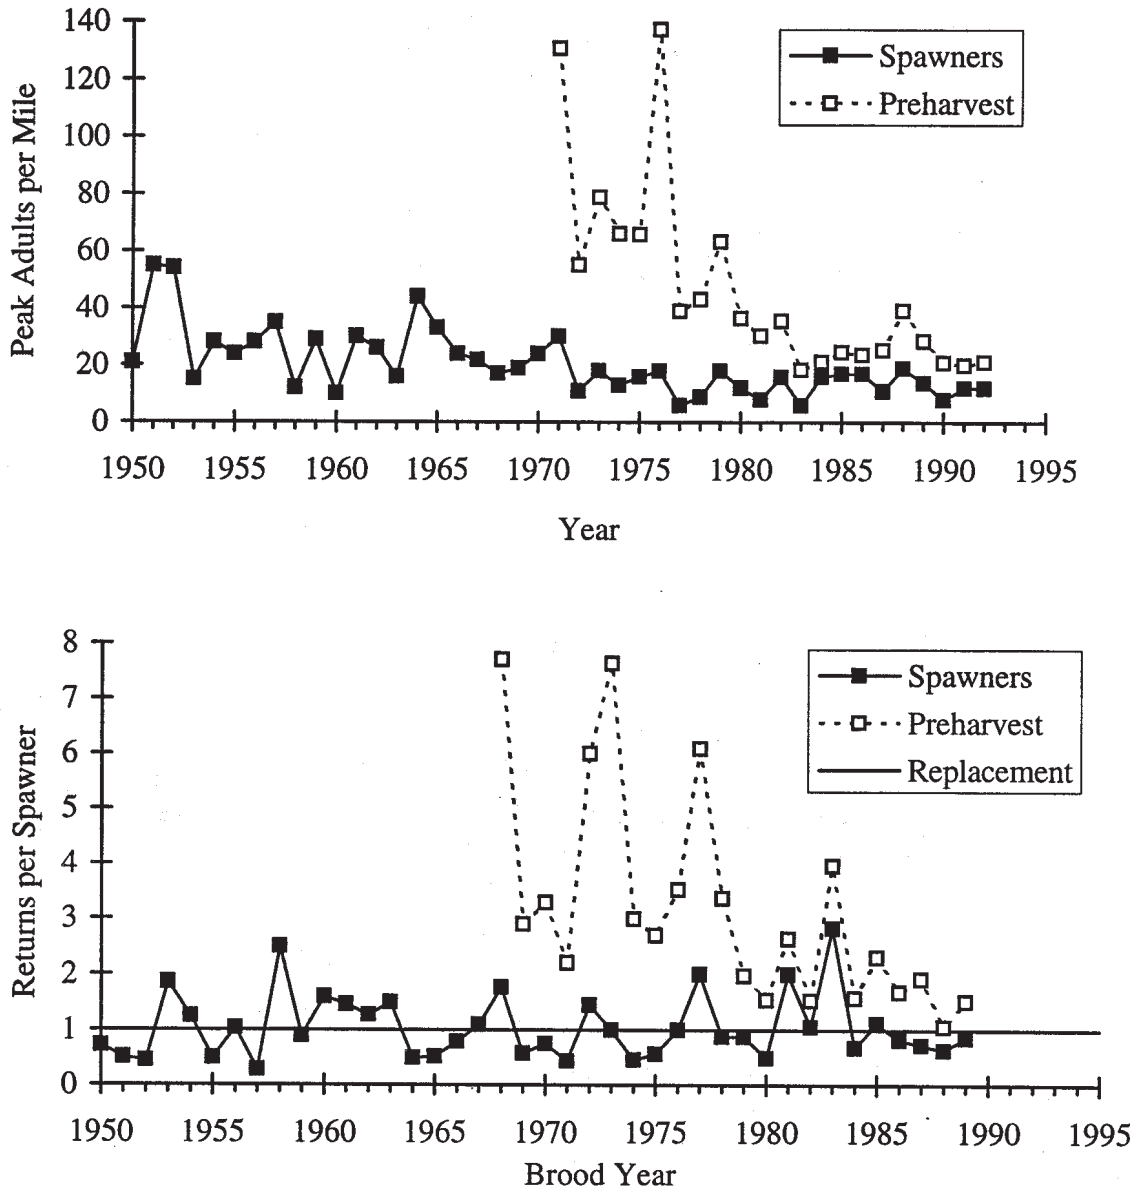 140
120
100
80
60
40
20
0
Peak Adults per Mile
Spawners
Preharvest
1950 1955 1960 1965 1970 1975 1980 1985 1990 1995
Year
8
7
6
5
4
3
2
1
0
Returns per Spawner
Spawners
Preharvest
Replacement
1950 1955 1960 1965 1970 1975 1980 1985 1990 1995
Brood Year